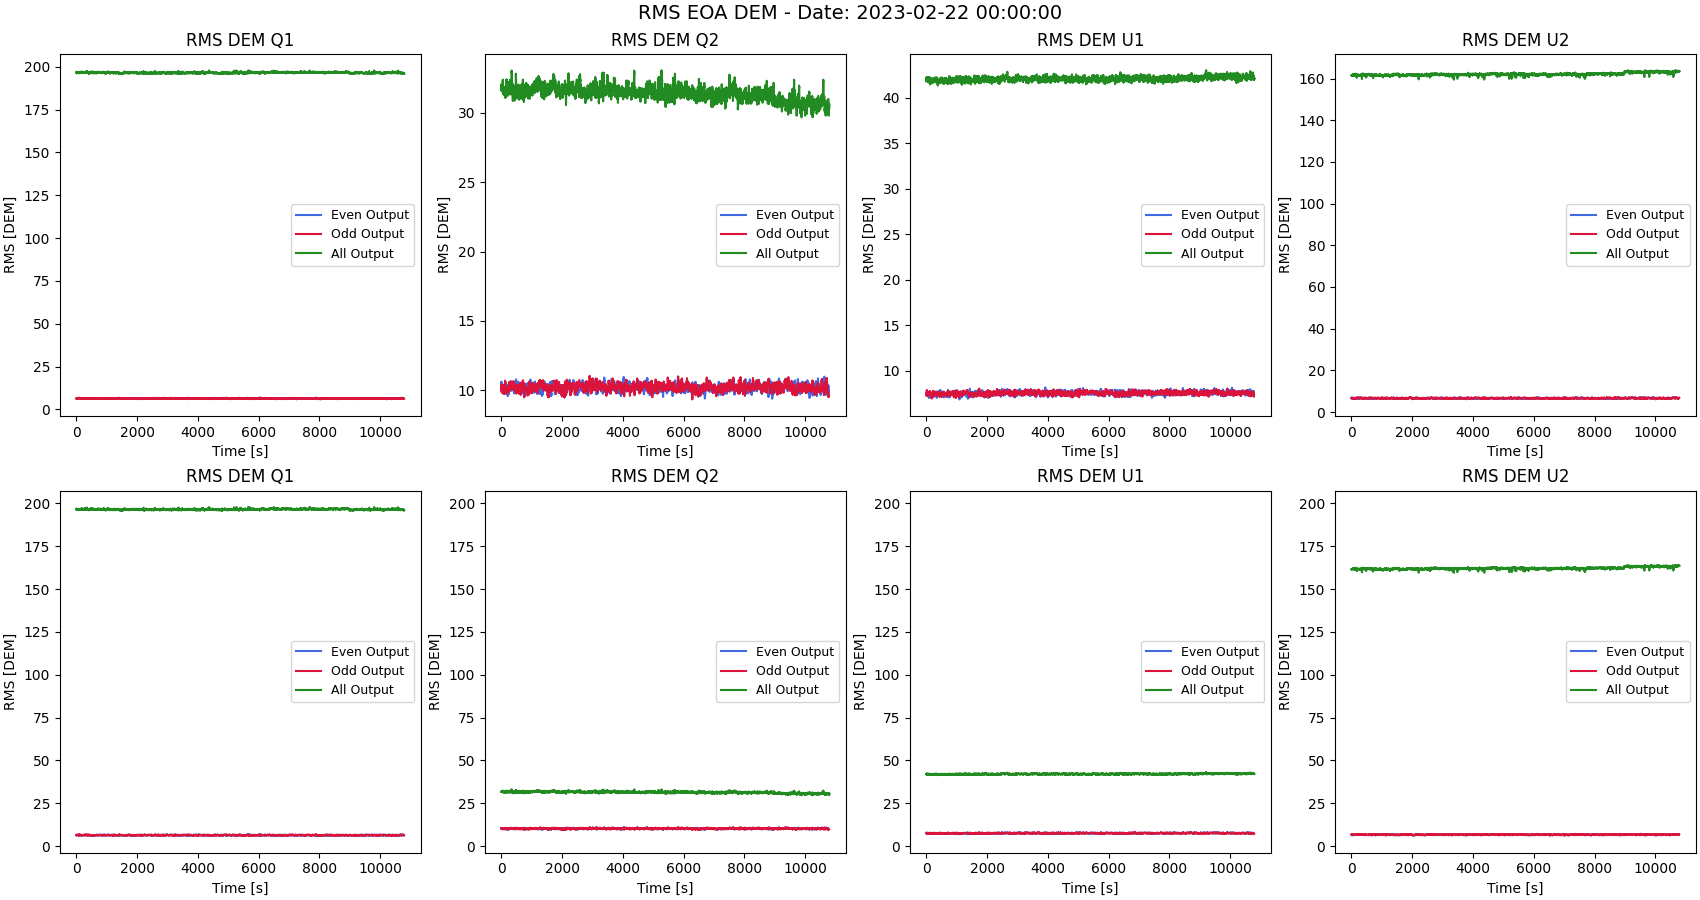 RMS EOA DEM - Date: 2023-02-22 00:00:00
RMS DEM Q1
RMS [DEM]
200
175
150
125
100
75
50
25
0
Even Output
Odd Output
All Output
0 2000 4000 6000 8000 10000
Time [s]
RMS DEM Q2
RMS [DEM]
30
25
20
15
10
Even Output
Odd Output
All Output
0 2000 4000 6000 8000 10000
Time [s]
RMS DEM U1
RMS [DEM]
40
35
30
25
20
15
10
Even Output
Odd Output
All Output
0 2000 4000 6000 8000 10000
Time [s]
RMS DEM U2
RMS [DEM]
160
140
120
100
80
60
40
20
0
Even Output
Odd Output
All Output
0 2000 4000 6000 8000 10000
Time [s]
RMS DEM Q1
RMS [DEM]
200
175
150
125
100
75
50
25
0
Even Output
Odd Output
All Output
0 2000 4000 6000 8000 10000
Time [s]
RMS DEM Q2
RMS [DEM]
200
175
150
125
100
75
50
25
0
Even Output
Odd Output
All Output
0 2000 4000 6000 8000 10000
Time [s]
RMS DEM U1
RMS [DEM]
200
175
150
125
100
75
50
25
0
Even Output
Odd Output
All Output
0 2000 4000 6000 8000 10000
Time [s]
RMS DEM U2
RMS [DEM]
200
175
150
125
100
75
50
25
0
Even Output
Odd Output
All Output
0 2000 4000 6000 8000 10000
Time [s]